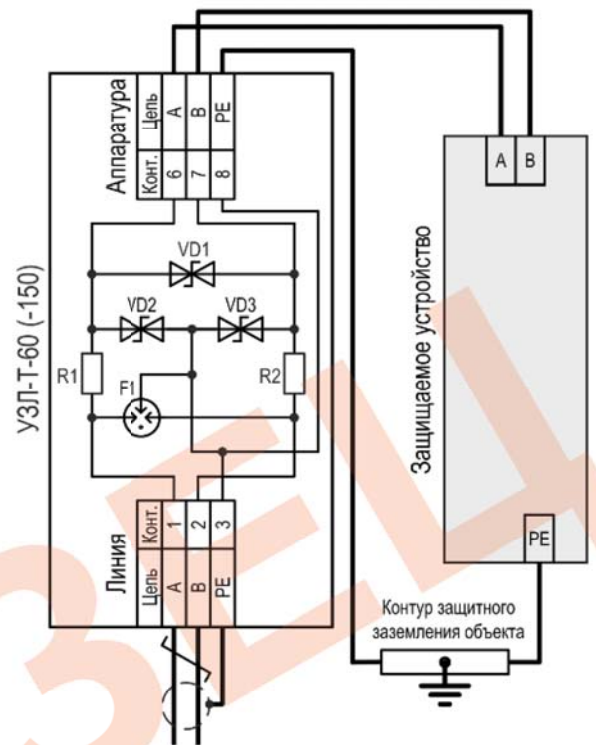 УЗЛ-Т-60 (-150)
Аппаратура
Цепь A B PE
Конт. 6 7 8
VD1
VD2
VD3
R1
F1
R2
Линия
Конт. 1 2 3
Цепь A B PE
A B
Защищаемое устройство
PE
Контур защитного
заземления объекта
ЗЕЦ